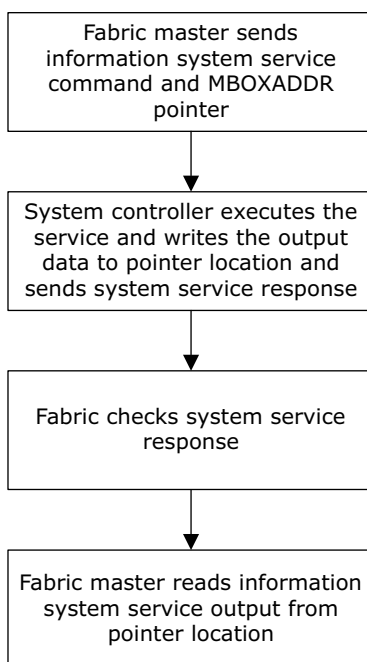 Fabric master sends
information system service
command and MBOXADDR
pointer
System controller executes the
service and writes the output
data to pointer location and
sends system service response
Fabric checks system service
response
Fabric master reads information
system service output from
pointer location